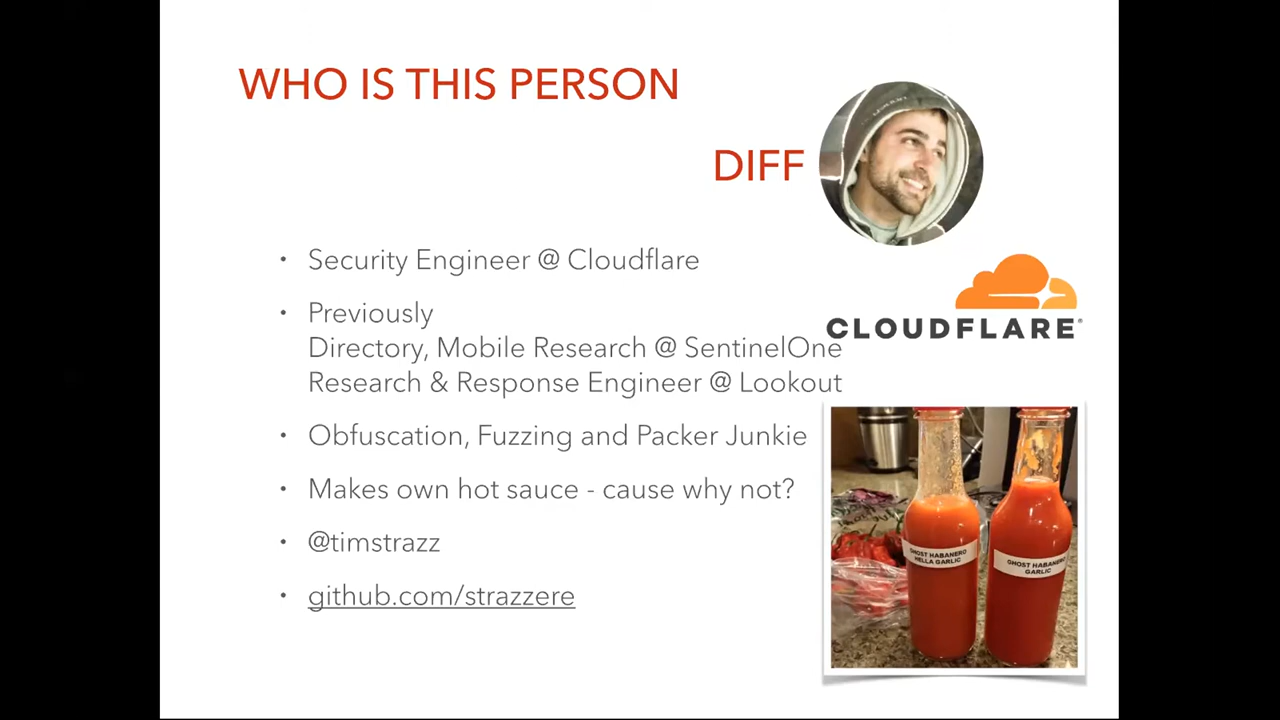 WHO IS THIS PERSON
DIFF
• Security Engineer @ Cloudflare
• Previously
Directory, Mobile Research @ SentinelOne
Research & Response Engineer @ Lookout
• Obfuscation, Fuzzing and Packer Junkie
• Makes own hot sauce - cause why not?
• @timstrazz
• github.com/strazzere
CLOUDFLARE®
GHOST HABANERO
HELLA GARLIC
GHOST HABANERO
GARLIC